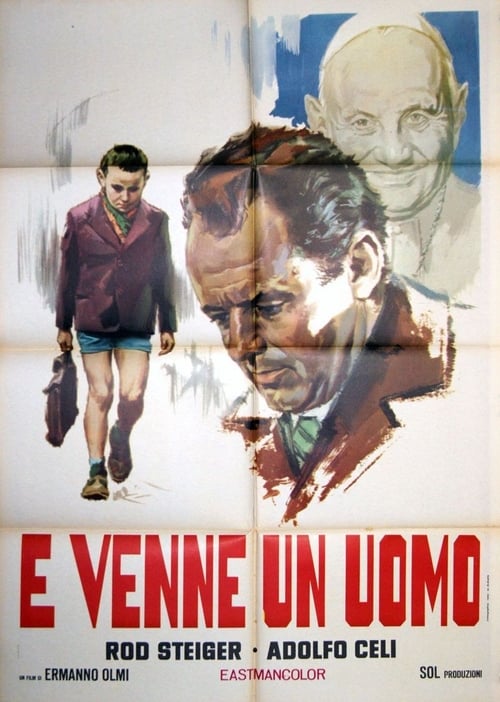 E VENNE UN UOMO
ROD STEIGER · ADOLFO CELI
UN FILM DI ERMANNO OLMI
EASTMANCOLOR
SOL PRODUZIONI